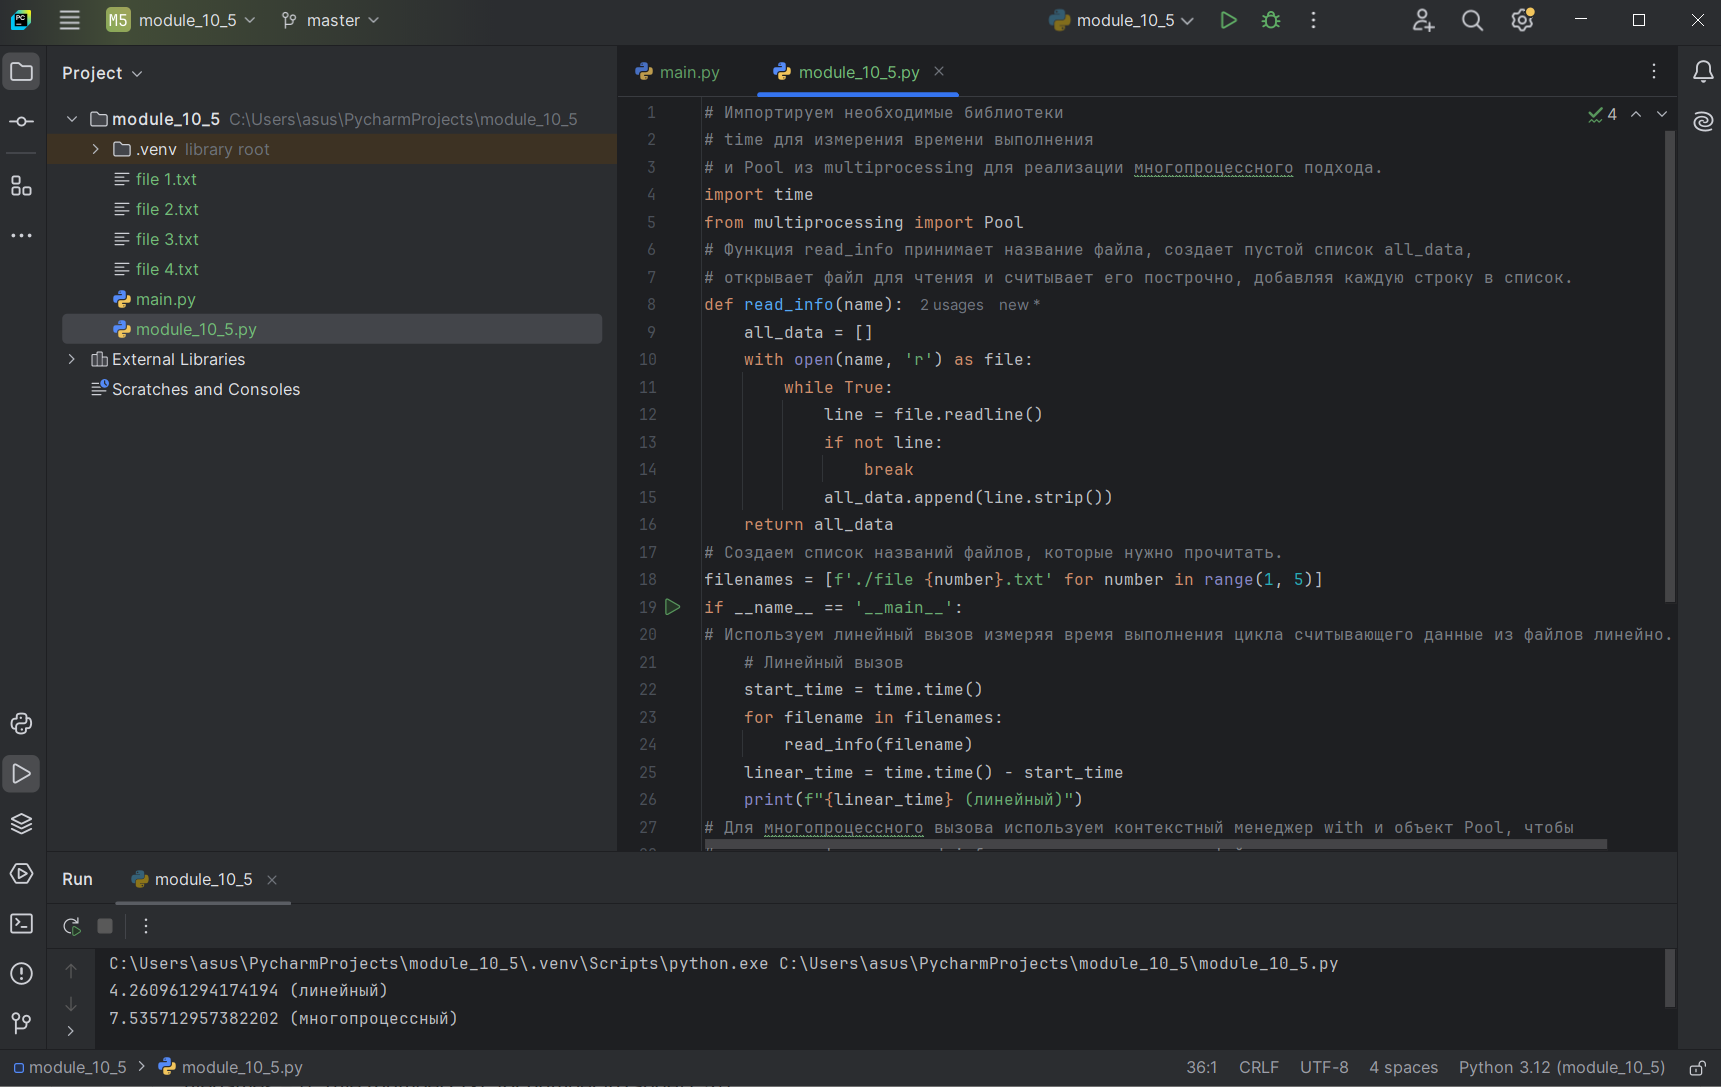 PC M5 module_10_5 master module_10_5
Project
module_10_5 C:\Users\asus\PycharmProjects\module_10_5
.venv library root
file 1.txt
file 2.txt
file 3.txt
file 4.txt
main.py
module_10_5.py
External Libraries
Scratches and Consoles
main.py module_10_5.py
4
1 # Импортируем необходимые библиотеки
2 # time для измерения времени выполнения
3 # и Pool из multiprocessing для реализации многопроцессного подхода.
4 import time
5 from multiprocessing import Pool
6 # Функция read_info принимает название файла, создает пустой список all_data,
7 # открывает файл для чтения и считывает его построчно, добавляя каждую строку в список.
8 def read_info(name): 2 usages new *
9 all_data = []
10 with open(name, 'r') as file:
11 while True:
12 line = file.readline()
13 if not line:
14 break
15 all_data.append(line.strip())
16 return all_data
17 # Создаем список названий файлов, которые нужно прочитать.
18 filenames = [f'./file {number}.txt' for number in range(1, 5)]
19 if __name__ == '__main__':
20 # Используем линейный вызов измеряя время выполнения цикла считывающего данные из файлов линейно.
21 # Линейный вызов
22 start_time = time.time()
23 for filename in filenames:
24 read_info(filename)
25 linear_time = time.time() - start_time
26 print(f"{linear_time} (линейный)")
27 # Для многопроцессного вызова используем контекстный менеджер with и объект Pool, чтобы
Run module_10_5
C:\Users\asus\PycharmProjects\module_10_5\.venv\Scripts\python.exe C:\Users\asus\PycharmProjects\module_10_5\module_10_5.py
4.260961294174194 (линейный)
7.535712957382202 (многопроцессный)
module_10_5 module_10_5.py 36:1 CRLF UTF-8 4 spaces Python 3.12 (module_10_5)